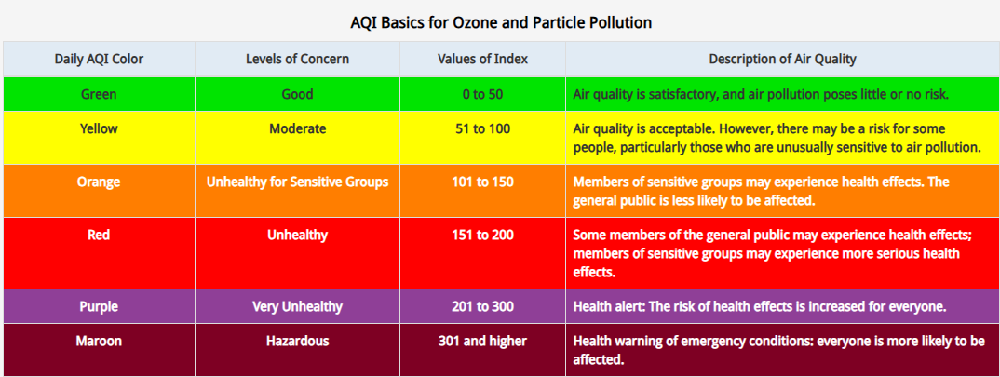 AQI Basics for Ozone and Particle Pollution
Daily AQI Color Levels of Concern Values of Index Description of Air Quality
Green Good 0 to 50 Air quality is satisfactory, and air pollution poses little or no risk.
Yellow Moderate 51 to 100 Air quality is acceptable. However, there may be a risk for some
people, particularly those who are unusually sensitive to air pollution.
Orange Unhealthy for Sensitive Groups 101 to 150 Members of sensitive groups may experience health effects. The
general public is less likely to be affected.
Red Unhealthy 151 to 200 Some members of the general public may experience health effects;
members of sensitive groups may experience more serious health
effects.
Purple Very Unhealthy 201 to 300 Health alert: The risk of health effects is increased for everyone.
Maroon Hazardous 301 and higher Health warning of emergency conditions: everyone is more likely to be
affected.